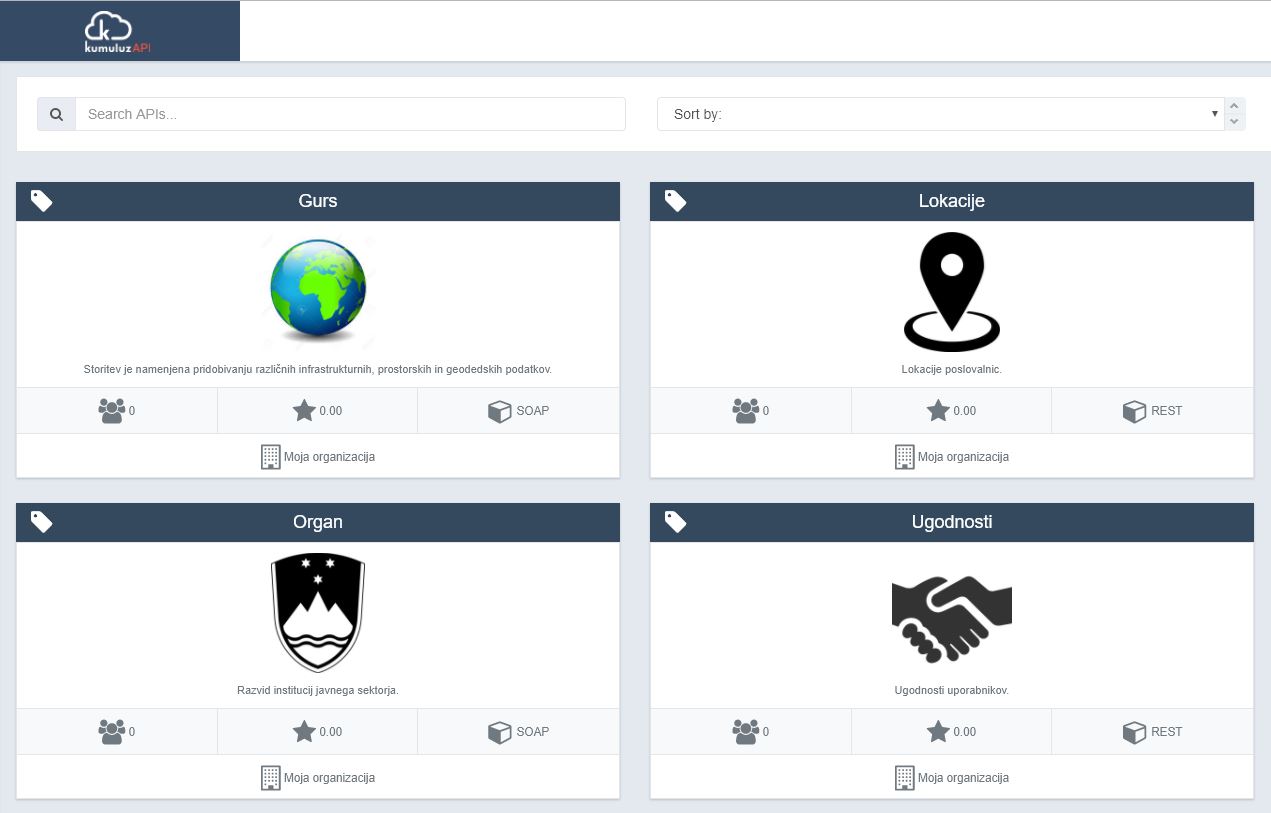 kumuluzAPI
Search APIs...
Sort by:
Gurs
Storitev je namenjena pridobivanju različnih infrastrukturnih, prostorskih in geodedskih podatkov.
0 0.00 SOAP
Moja organizacija
Lokacije
Lokacije poslovalnic.
0 0.00 REST
Moja organizacija
Organ
Razvid institucij javnega sektorja.
0 0.00 SOAP
Moja organizacija
Ugodnosti
Ugodnosti uporabnikov.
0 0.00 REST
Moja organizacija